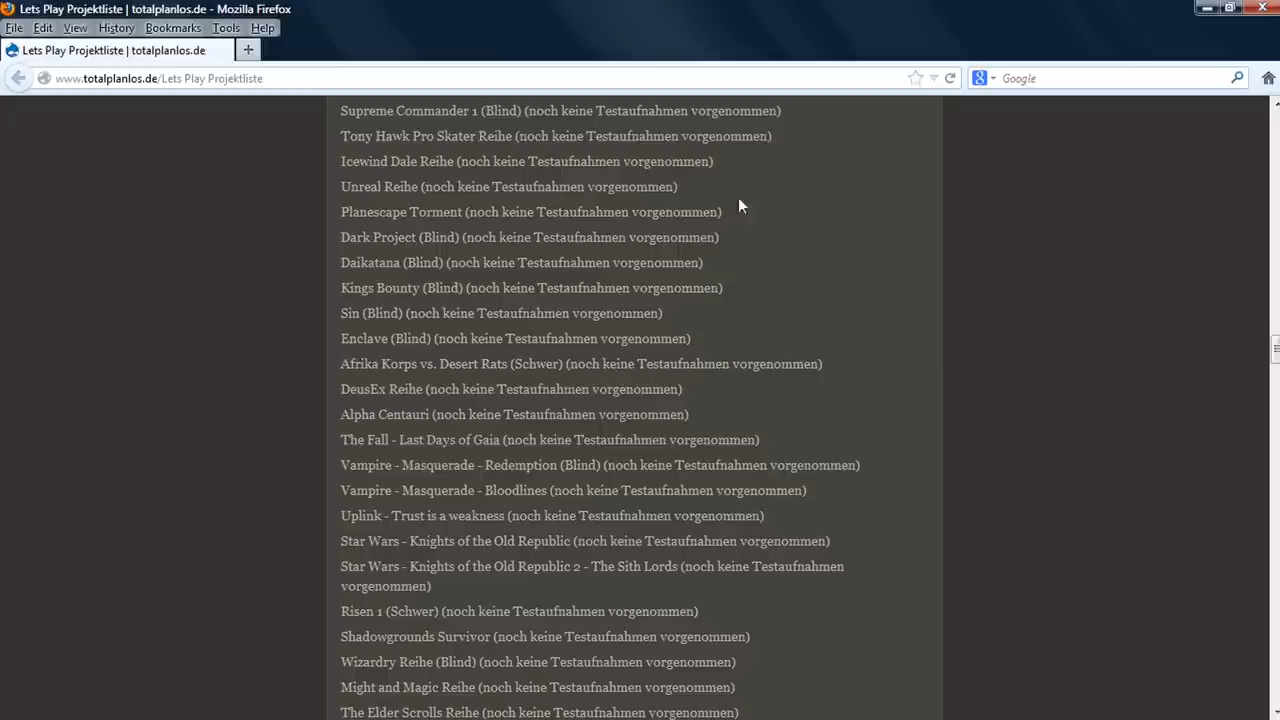 Lets Play Projektliste | totalplanlos.de - Mozilla Firefox
File Edit View History Bookmarks Tools Help
Lets Play Projektliste | totalplanlos.de
www.totalplanlos.de/Lets Play Projektliste
Google
Supreme Commander 1 (Blind) (noch keine Testaufnahmen vorgenommen)
Tony Hawk Pro Skater Reihe (noch keine Testaufnahmen vorgenommen)
Icewind Dale Reihe (noch keine Testaufnahmen vorgenommen)
Unreal Reihe (noch keine Testaufnahmen vorgenommen)
Planescape Torment (noch keine Testaufnahmen vorgenommen)
Dark Project (Blind) (noch keine Testaufnahmen vorgenommen)
Daikatana (Blind) (noch keine Testaufnahmen vorgenommen)
Kings Bounty (Blind) (noch keine Testaufnahmen vorgenommen)
Sin (Blind) (noch keine Testaufnahmen vorgenommen)
Enclave (Blind) (noch keine Testaufnahmen vorgenommen)
Afrika Korps vs. Desert Rats (Schwer) (noch keine Testaufnahmen vorgenommen)
DeusEx Reihe (noch keine Testaufnahmen vorgenommen)
Alpha Centauri (noch keine Testaufnahmen vorgenommen)
The Fall - Last Days of Gaia (noch keine Testaufnahmen vorgenommen)
Vampire - Masquerade - Redemption (Blind) (noch keine Testaufnahmen vorgenommen)
Vampire - Masquerade - Bloodlines (noch keine Testaufnahmen vorgenommen)
Uplink - Trust is a weakness (noch keine Testaufnahmen vorgenommen)
Star Wars - Knights of the Old Republic (noch keine Testaufnahmen vorgenommen)
Star Wars - Knights of the Old Republic 2 - The Sith Lords (noch keine Testaufnahmen
vorgenommen)
Risen 1 (Schwer) (noch keine Testaufnahmen vorgenommen)
Shadowgrounds Survivor (noch keine Testaufnahmen vorgenommen)
Wizardry Reihe (Blind) (noch keine Testaufnahmen vorgenommen)
Might and Magic Reihe (noch keine Testaufnahmen vorgenommen)
The Elder Scrolls Reihe (noch keine Testaufnahmen vorgenommen)